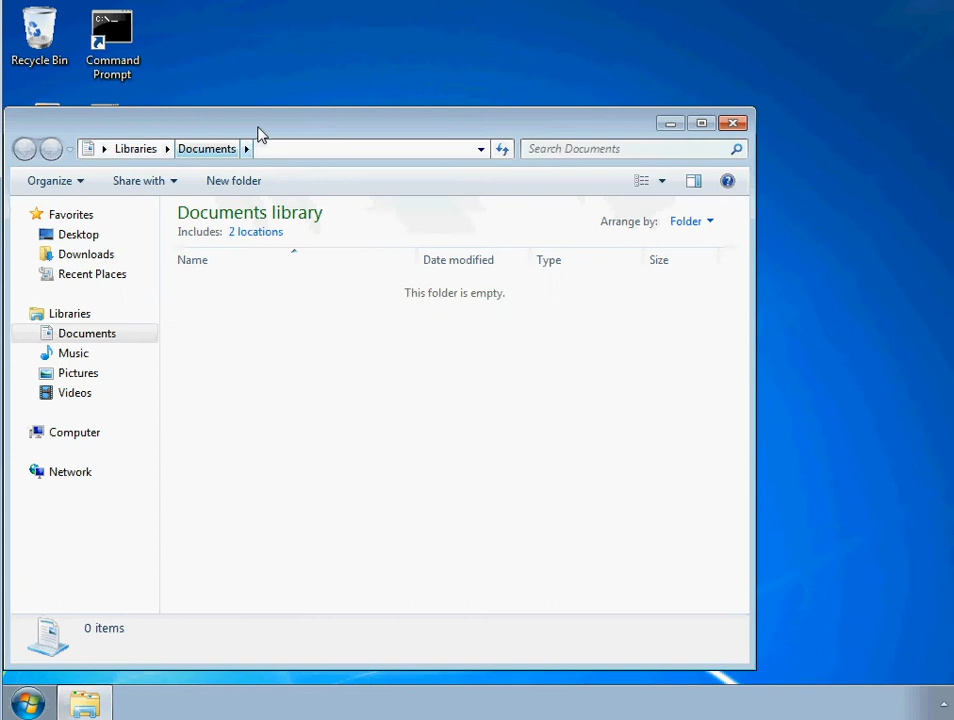 Recycle Bin
Command
Prompt
C:\_
Libraries
Documents
Search Documents
Organize
Share with
New folder
Documents library
Includes: 2 locations
Arrange by: Folder
Name
Date modified
Type
Size
This folder is empty.
Favorites
Desktop
Downloads
Recent Places
Libraries
Documents
Music
Pictures
Videos
Computer
Network
0 items